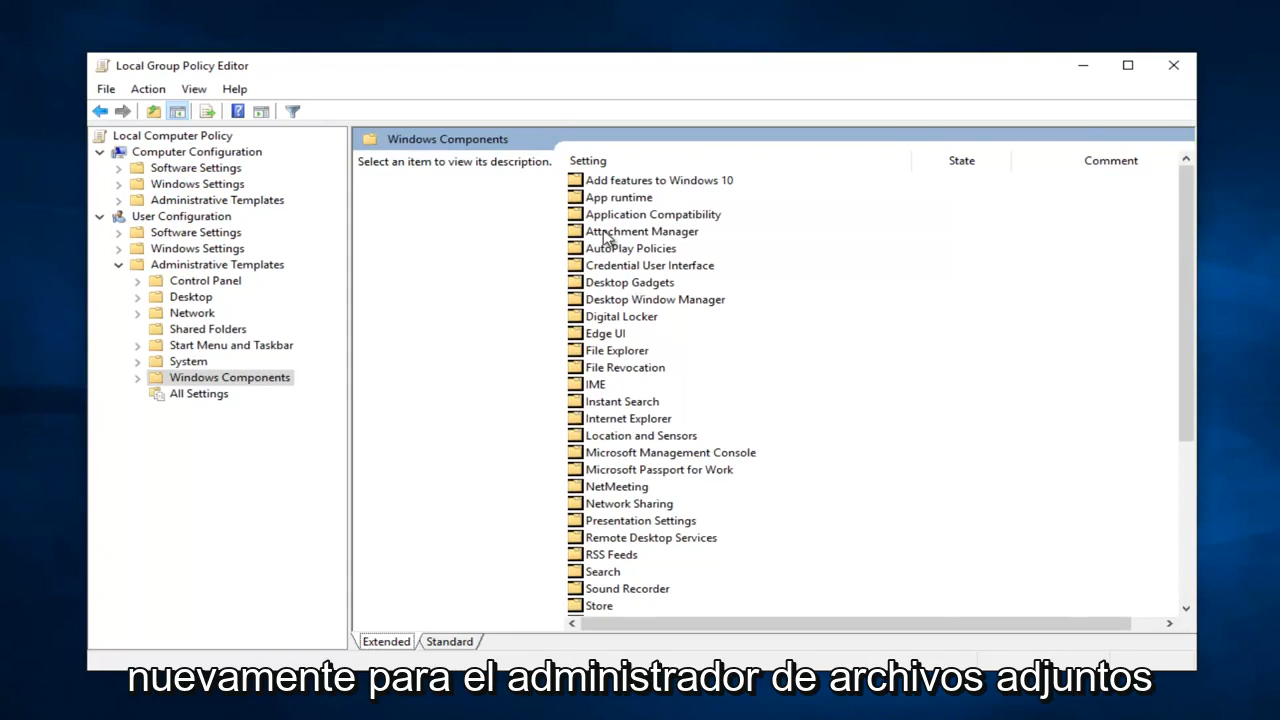 Local Group Policy Editor
File Action View Help
Local Computer Policy
Computer Configuration
Software Settings
Windows Settings
Administrative Templates
User Configuration
Software Settings
Windows Settings
Administrative Templates
Control Panel
Desktop
Network
Shared Folders
Start Menu and Taskbar
System
Windows Components
All Settings
Windows Components
Select an item to view its description.
Setting State Comment
Add features to Windows 10
App runtime
Application Compatibility
Attachment Manager
AutoPlay Policies
Credential User Interface
Desktop Gadgets
Desktop Window Manager
Digital Locker
Edge UI
File Explorer
File Revocation
IME
Instant Search
Internet Explorer
Location and Sensors
Microsoft Management Console
Microsoft Passport for Work
NetMeeting
Network Sharing
Presentation Settings
Remote Desktop Services
RSS Feeds
Search
Sound Recorder
Store
Extended Standard
nuevamente para el administrador de archivos adjuntos